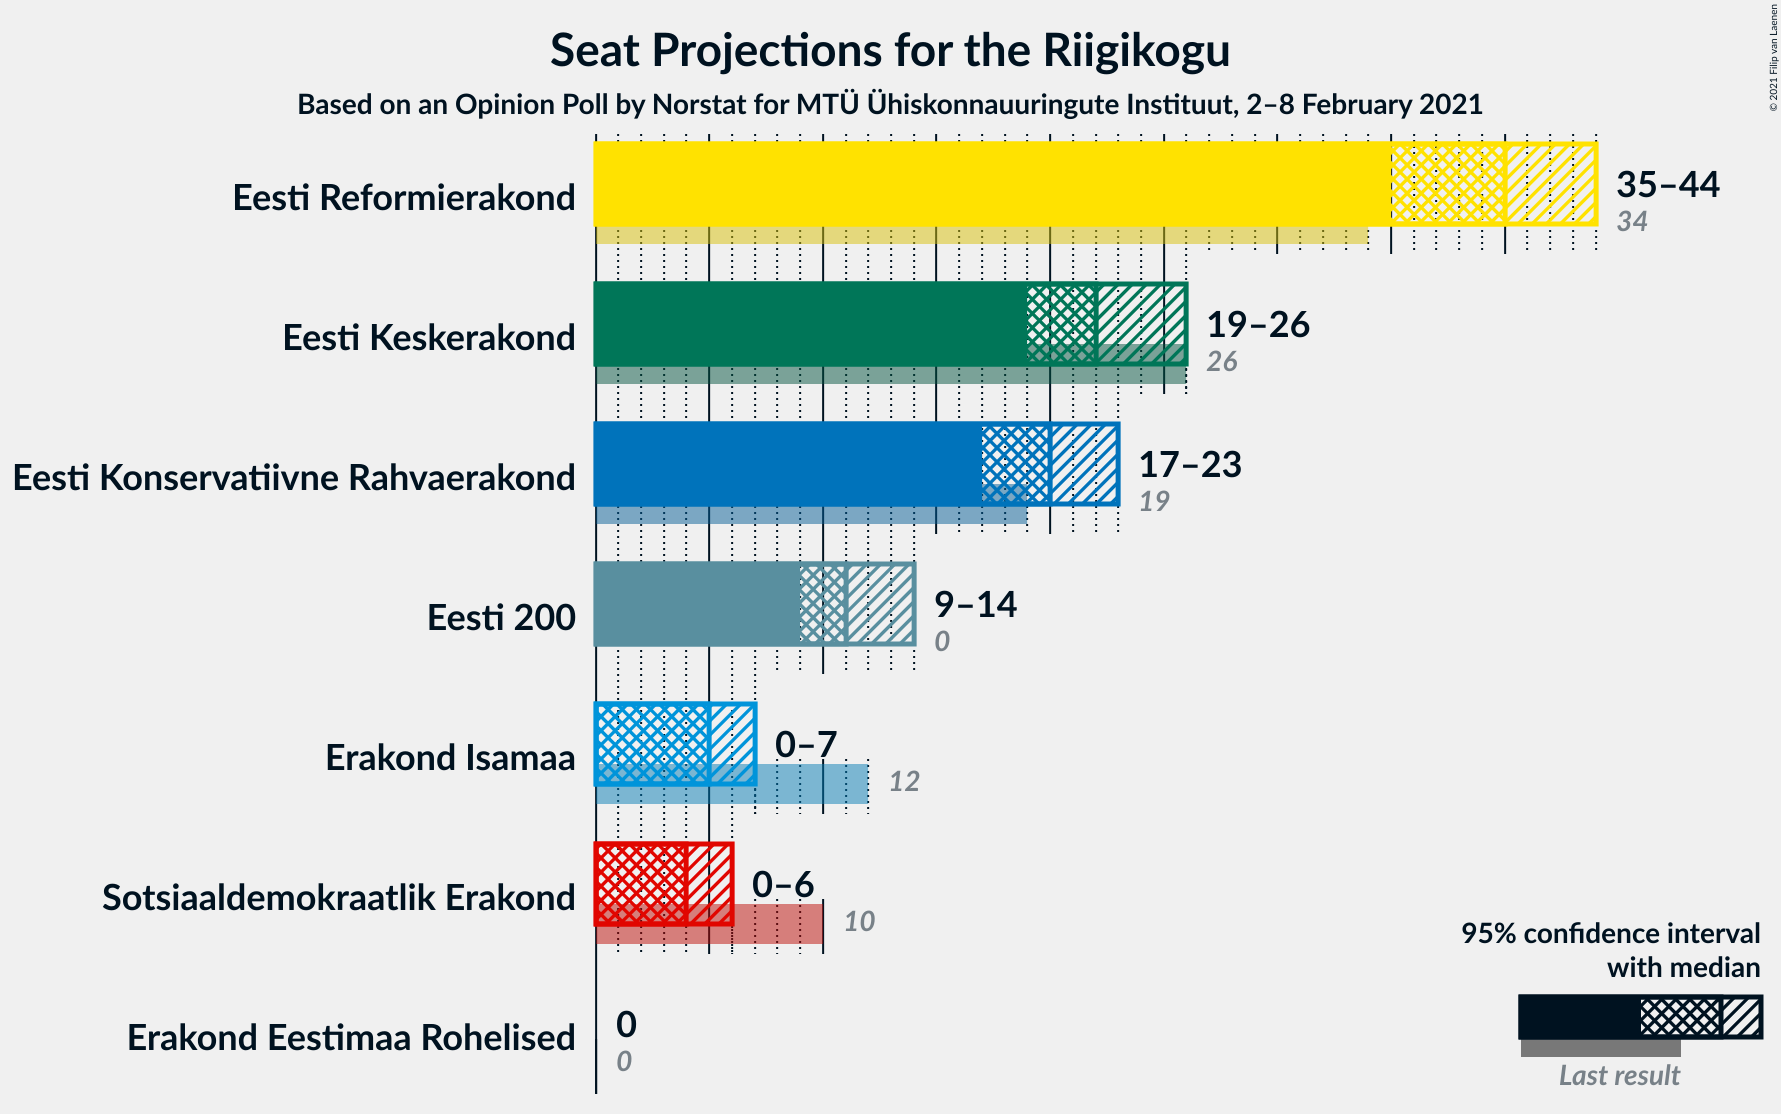 Seat Projections for the Riigikogu
Based on an Opinion Poll by Norstat for MTÜ Ühiskonnauuringute Instituut, 2–8 February 2021
© 2021 Filip van Laenen
Eesti Reformierakond
35–44
34
Eesti Keskerakond
19–26
26
Eesti Konservatiivne Rahvaerakond
17–23
19
Eesti 200
9–14
0
Erakond Isamaa
0–7
12
Sotsiaaldemokraatlik Erakond
0–6
10
Erakond Eestimaa Rohelised
0
0
95% confidence interval
with median
Last result